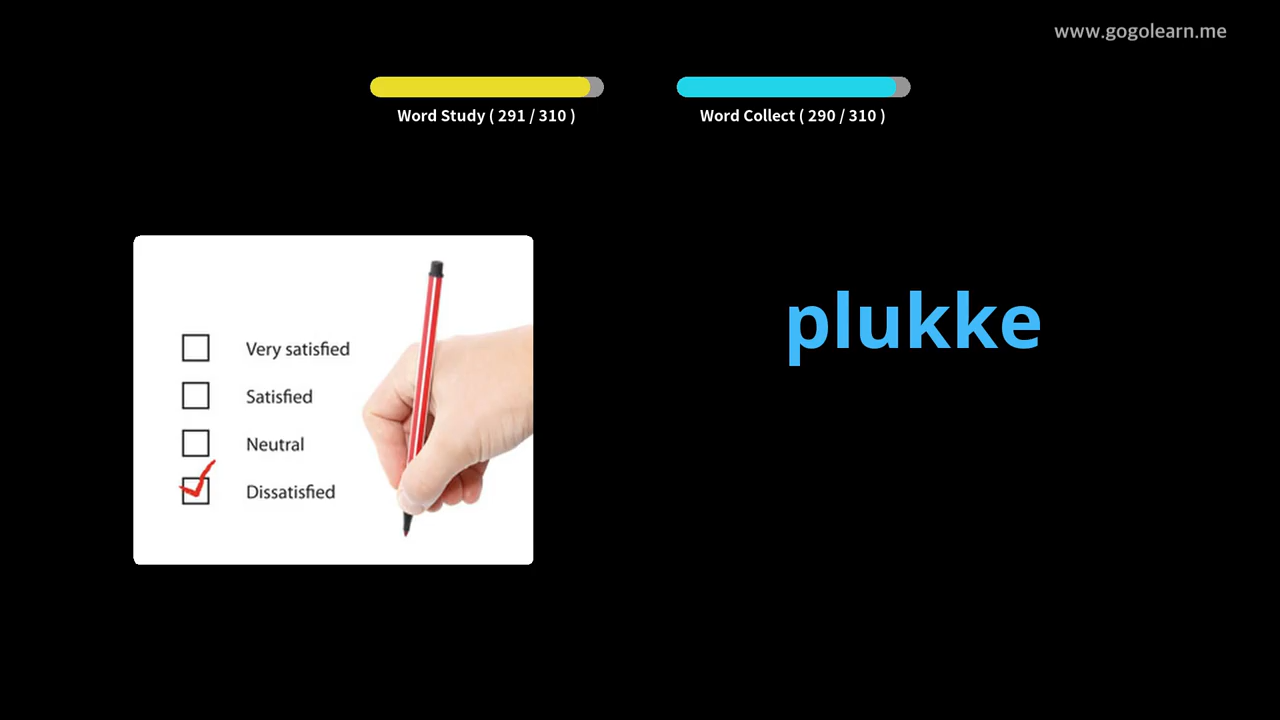 www.gogolearn.me
Word Study ( 291 / 310 )
Word Collect ( 290 / 310 )
Very satisfied
Satisfied
Neutral
Dissatisfied
plukke